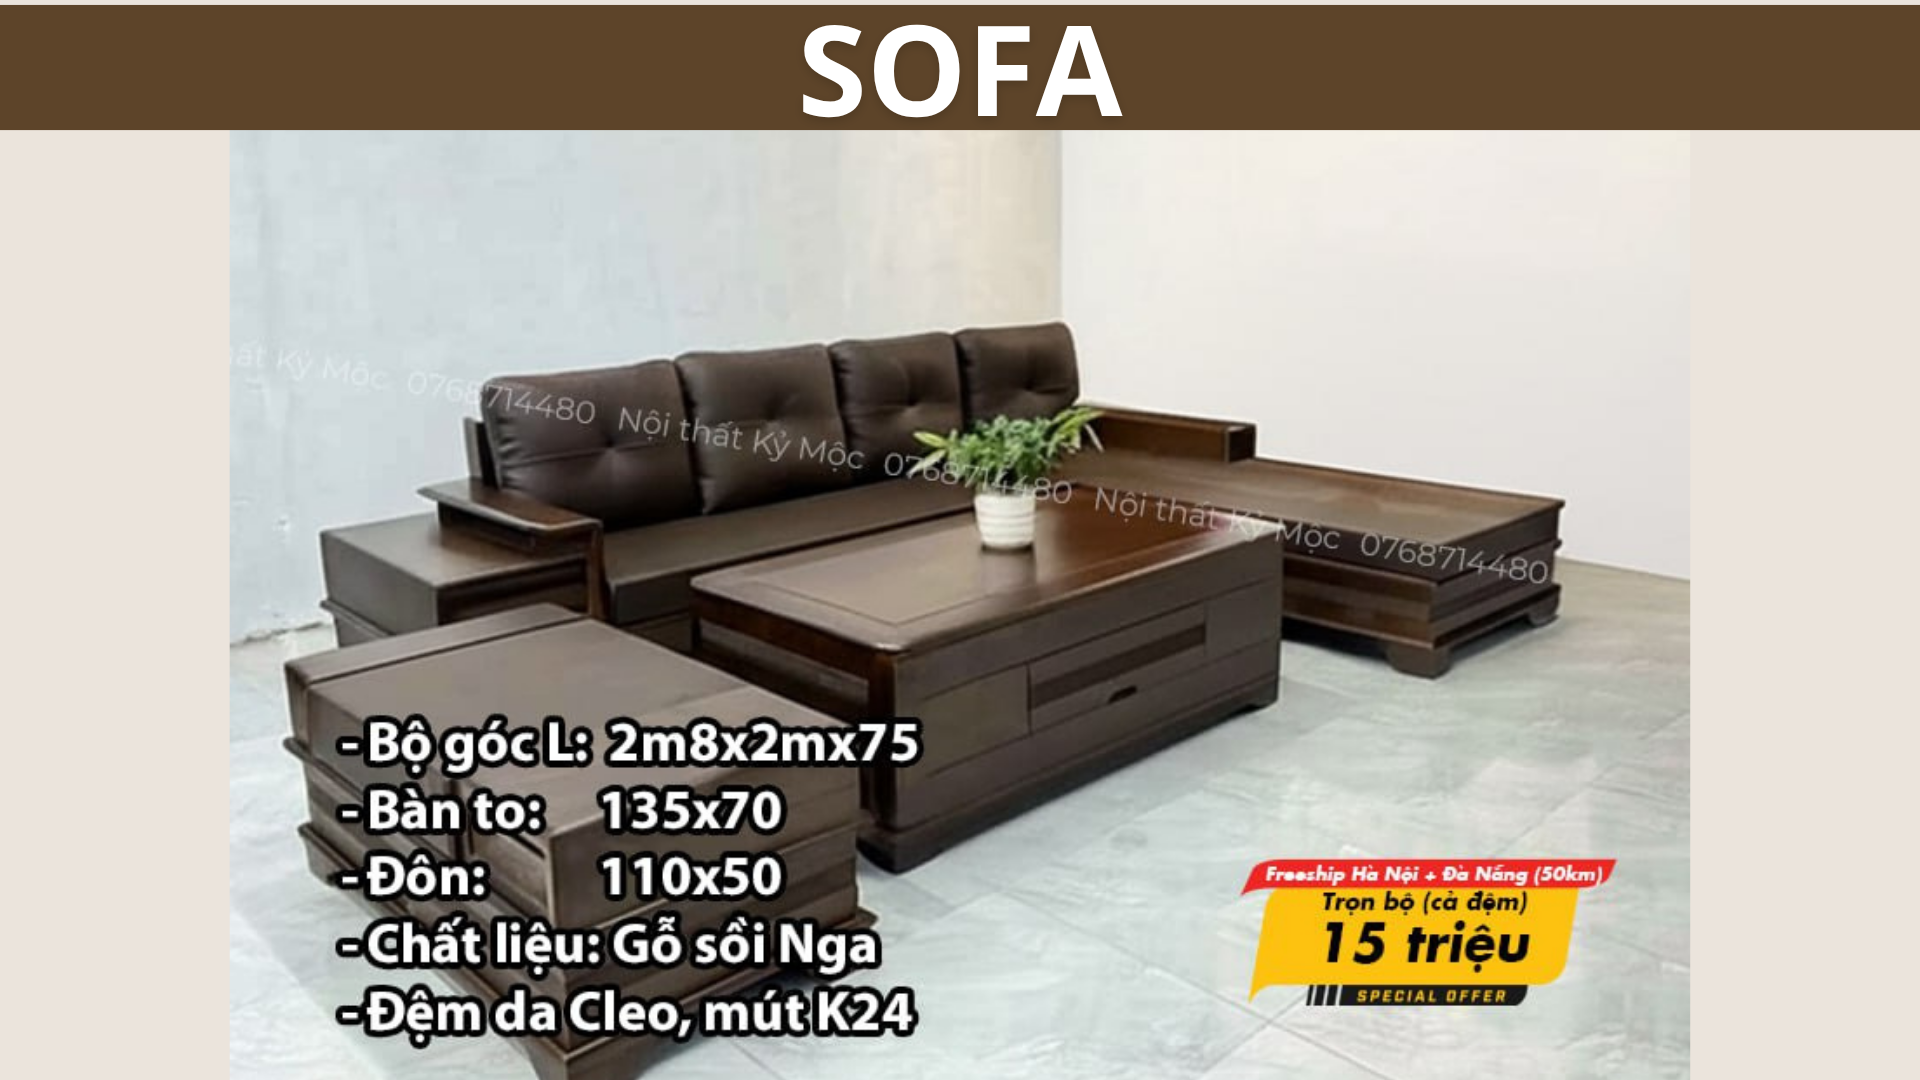 SOFA
ất Kỷ Mộc 0768714480 Nội thất Kỷ Mộc 0768714480 Nội thất Kỷ Mộc 0768714480
- Bộ góc L: 2m8x2mx75
- Bàn to: 135x70
- Đôn: 110x50
- Chất liệu: Gỗ sồi Nga
- Đệm da Cleo, mút K24
Freeship Hà Nội + Đà Nẵng (50km)
Trọn bộ (cả đệm)
15 triệu
SPECIAL OFFER